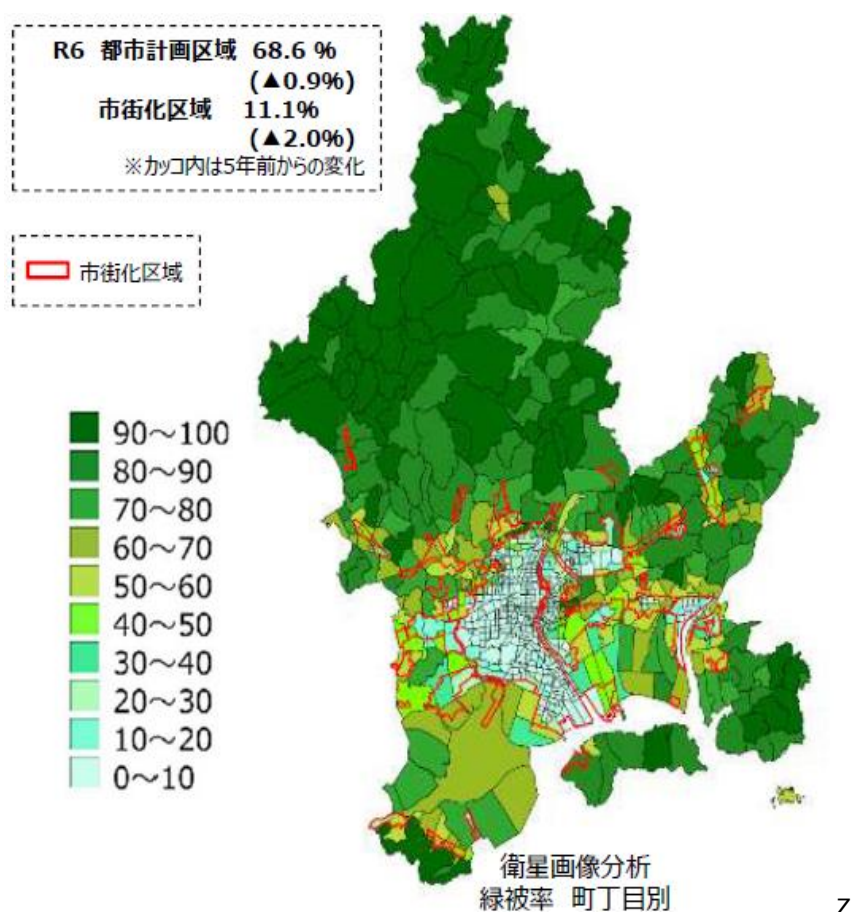 R6 都市計画区域 68.6 %
(▲0.9%)
市街化区域 11.1%
(▲2.0%)
※カッコ内は5年前からの変化
市街化区域
90～100
80～90
70～80
60～70
50～60
40～50
30～40
20～30
10～20
0～10
衛星画像分析
緑被率 町丁目別
7